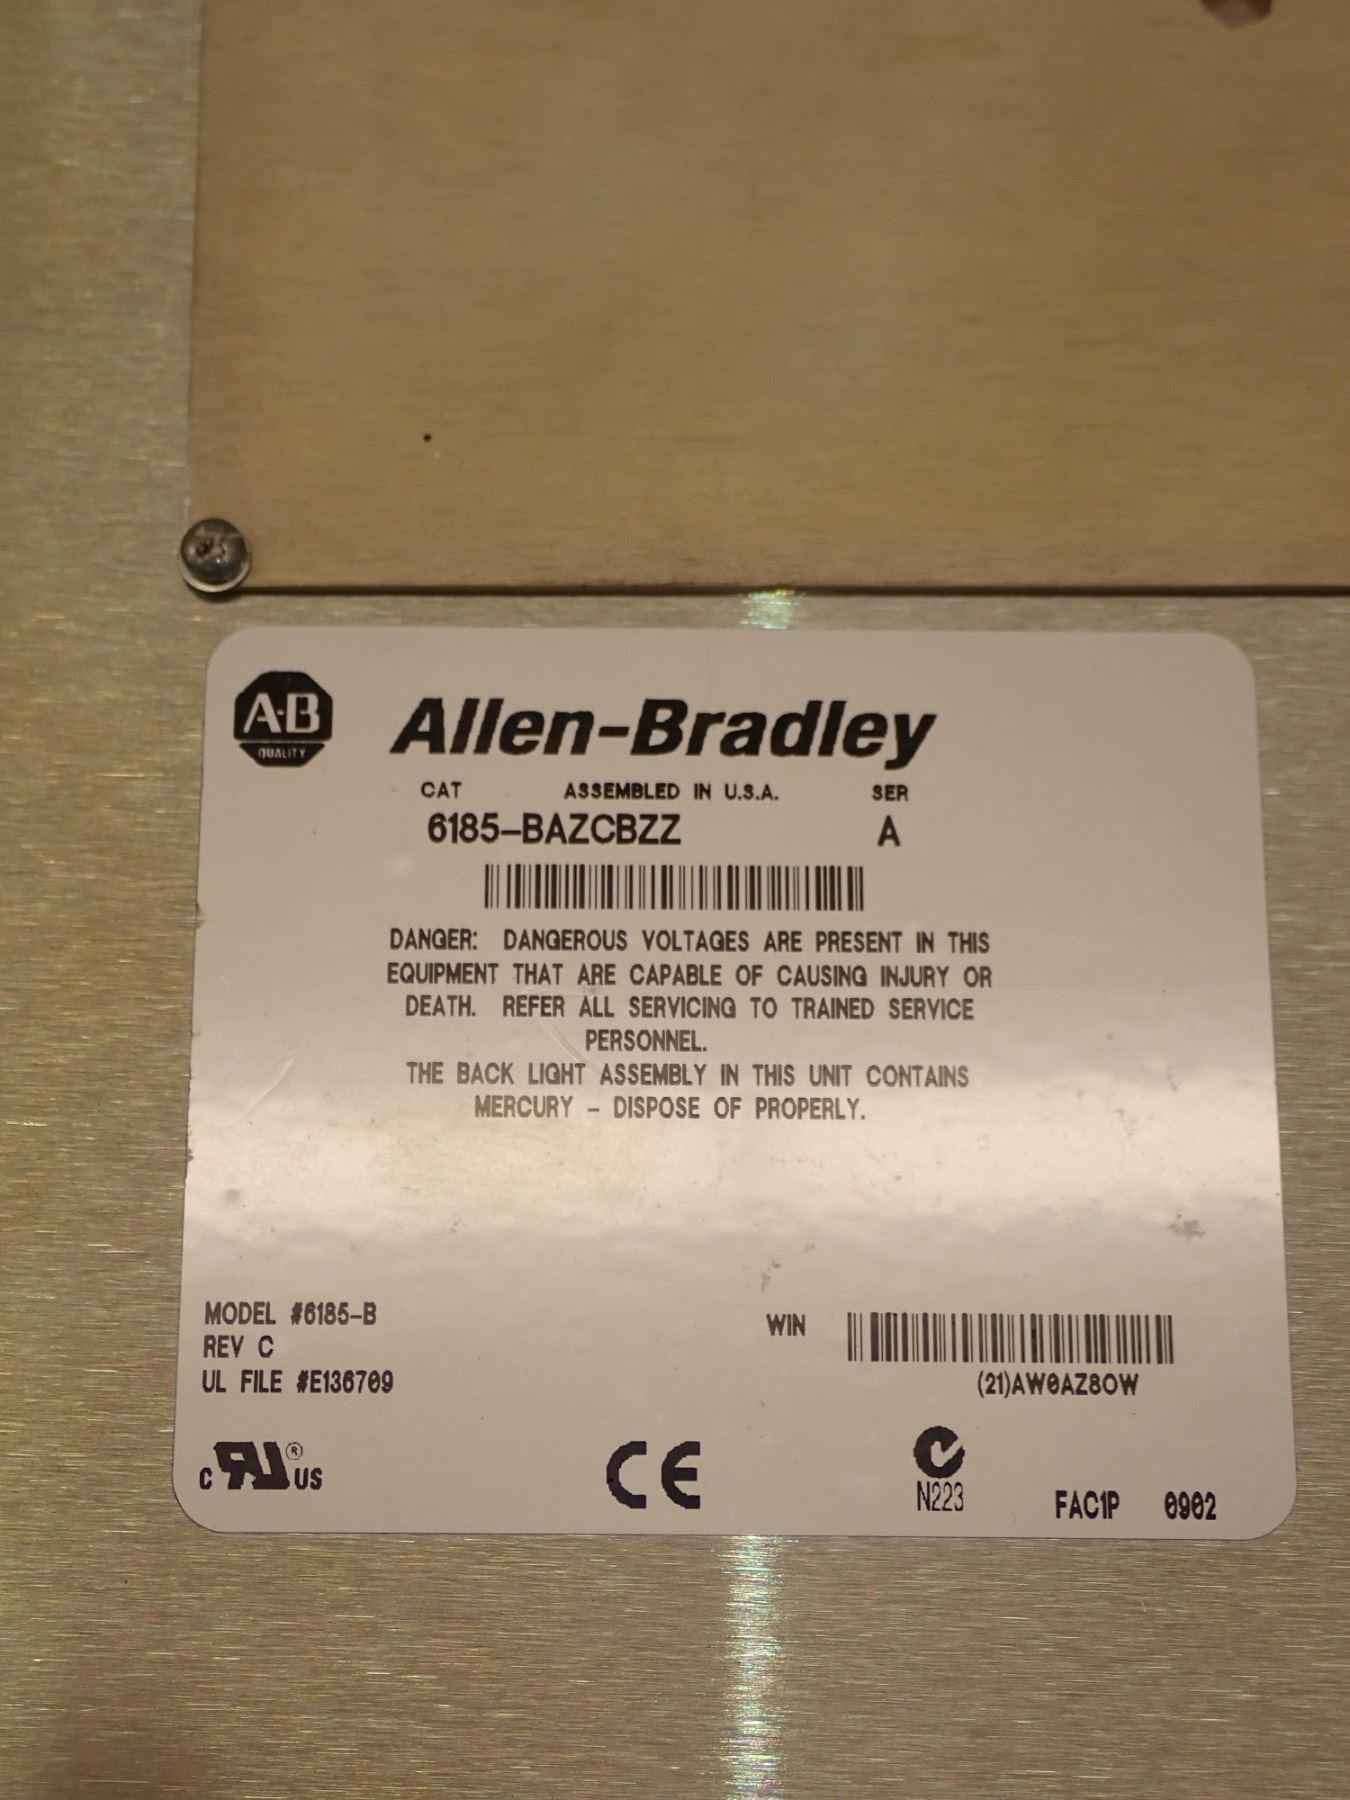 A-B
QUALITY
Allen-Bradley
CAT ASSEMBLED IN U.S.A. SER
6185-BAZCBZZ A
DANGER: DANGEROUS VOLTAGES ARE PRESENT IN THIS
EQUIPMENT THAT ARE CAPABLE OF CAUSING INJURY OR
DEATH. REFER ALL SERVICING TO TRAINED SERVICE
PERSONNEL.
THE BACK LIGHT ASSEMBLY IN THIS UNIT CONTAINS
MERCURY - DISPOSE OF PROPERLY.
MODEL #6185-B
REV C
UL FILE #E136709
WIN
(21)AW0AZ8OW
C RU® US
CE
N223
FAC1P 0902